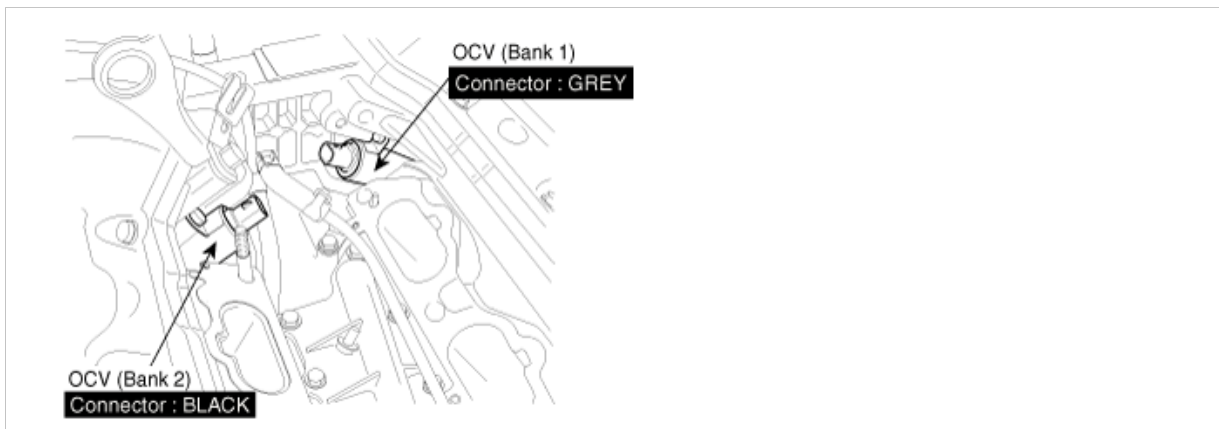 OCV (Bank 1)
Connector : GREY
OCV (Bank 2)
Connector : BLACK